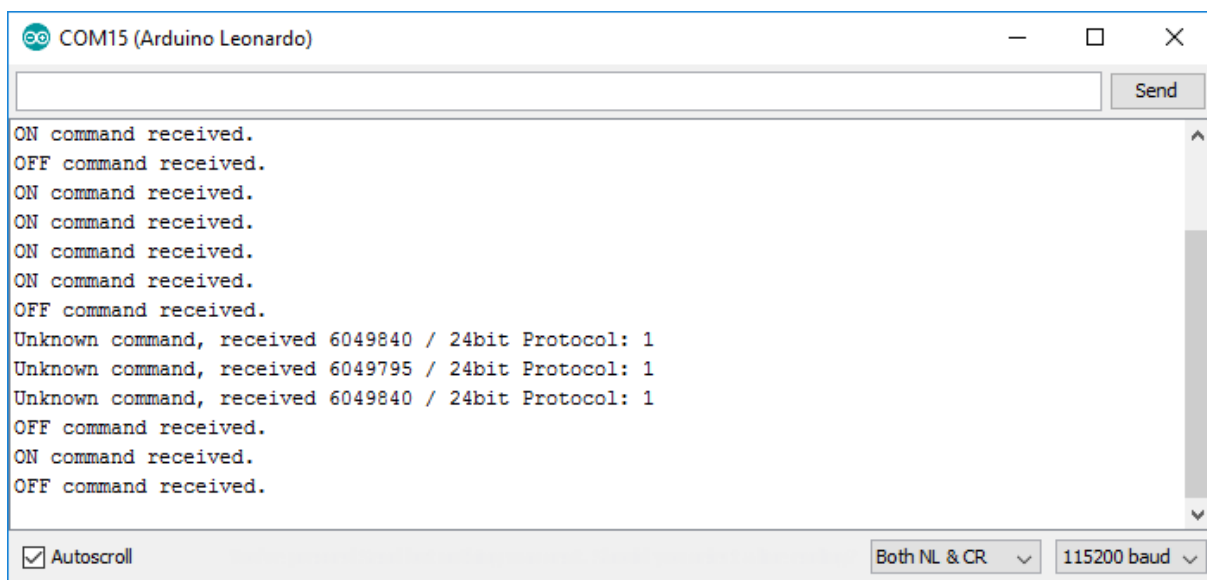 COM15 (Arduino Leonardo)
Send
ON command received.
OFF command received.
ON command received.
ON command received.
ON command received.
ON command received.
OFF command received.
Unknown command, received 6049840 / 24bit Protocol: 1
Unknown command, received 6049795 / 24bit Protocol: 1
Unknown command, received 6049840 / 24bit Protocol: 1
OFF command received.
ON command received.
OFF command received.
Autoscroll
Both NL & CR
115200 baud